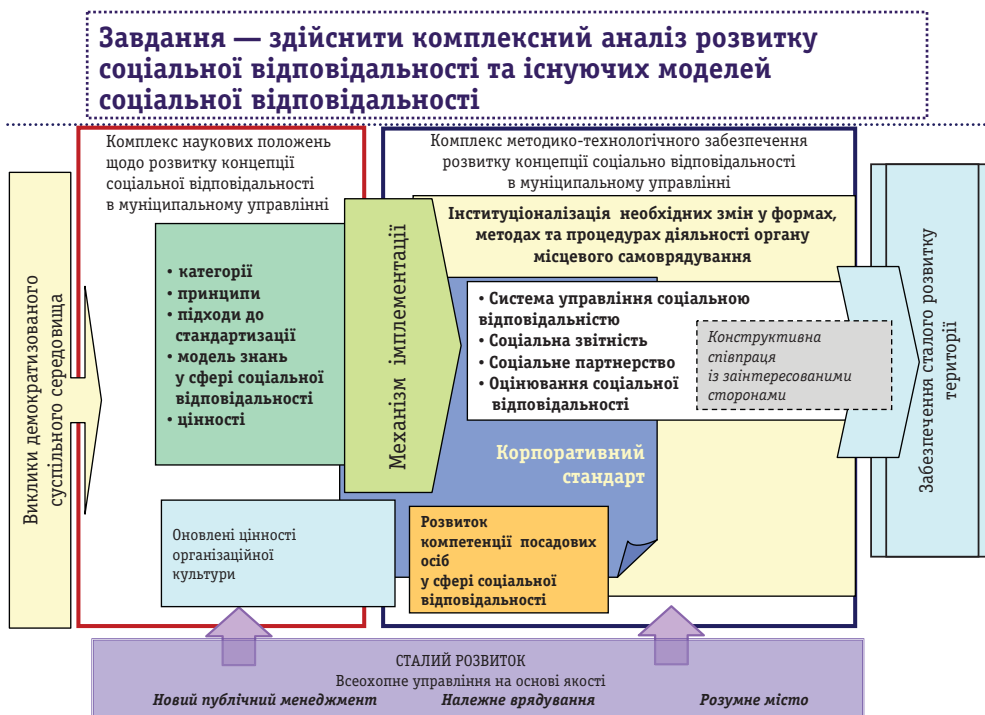 Завдання — здійснити комплексний аналіз розвитку
соціальної відповідальності та існуючих моделей
соціальної відповідальності
Виклики демократизованого
суспільного середовища
Комплекс наукових положень
щодо розвитку концепції
соціальної відповідальності
в муніципальному управлінні
• категорії
• принципи
• підходи до
стандартизації
• модель знань
у сфері соціальної
відповідальності
• цінності
Оновлені цінності
організаційної
культури
Механізм імплементації
Комплекс методико-технологічного забезпечення
розвитку концепції соціально відповідальності
в муніципальному управлінні
Інституціоналізація необхідних змін у формах,
методах та процедурах діяльності органу
місцевого самоврядування
• Система управління соціальною
відповідальністю
• Соціальна звітність
• Соціальне партнерство
• Оцінювання соціальної
відповідальності
Конструктивна
співпраця
із заінтересованими
сторонами
Корпоративний
стандарт
Розвиток
компетенції посадових
осіб
у сфері соціальної
відповідальності
Забезпечення сталого розвитку
території
СТАЛИЙ РОЗВИТОК
Всеохопне управління на основі якості
Новий публічний менеджмент Належне врядування Розумне місто